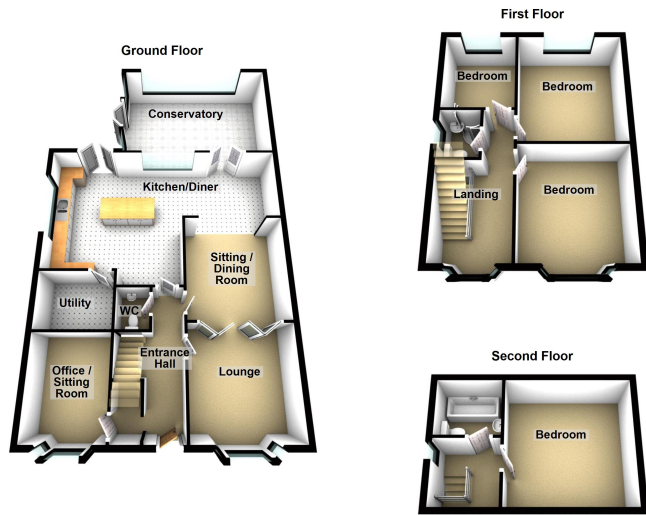 Ground Floor
Conservatory
Kitchen/Diner
Sitting /
Dining
Room
Utility
WC
Entrance
Hall
Office /
Sitting
Room
Lounge
First Floor
Bedroom
Bedroom
Landing
Bedroom
Second Floor
Bedroom